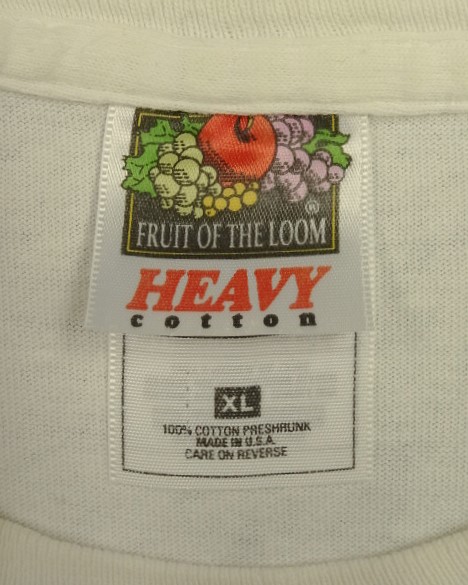 FRUIT OF THE LOOM®
HEAVY
cotton
XL
100% COTTON PRESHRUNK
MADE IN U.S.A.
CARE ON REVERSE